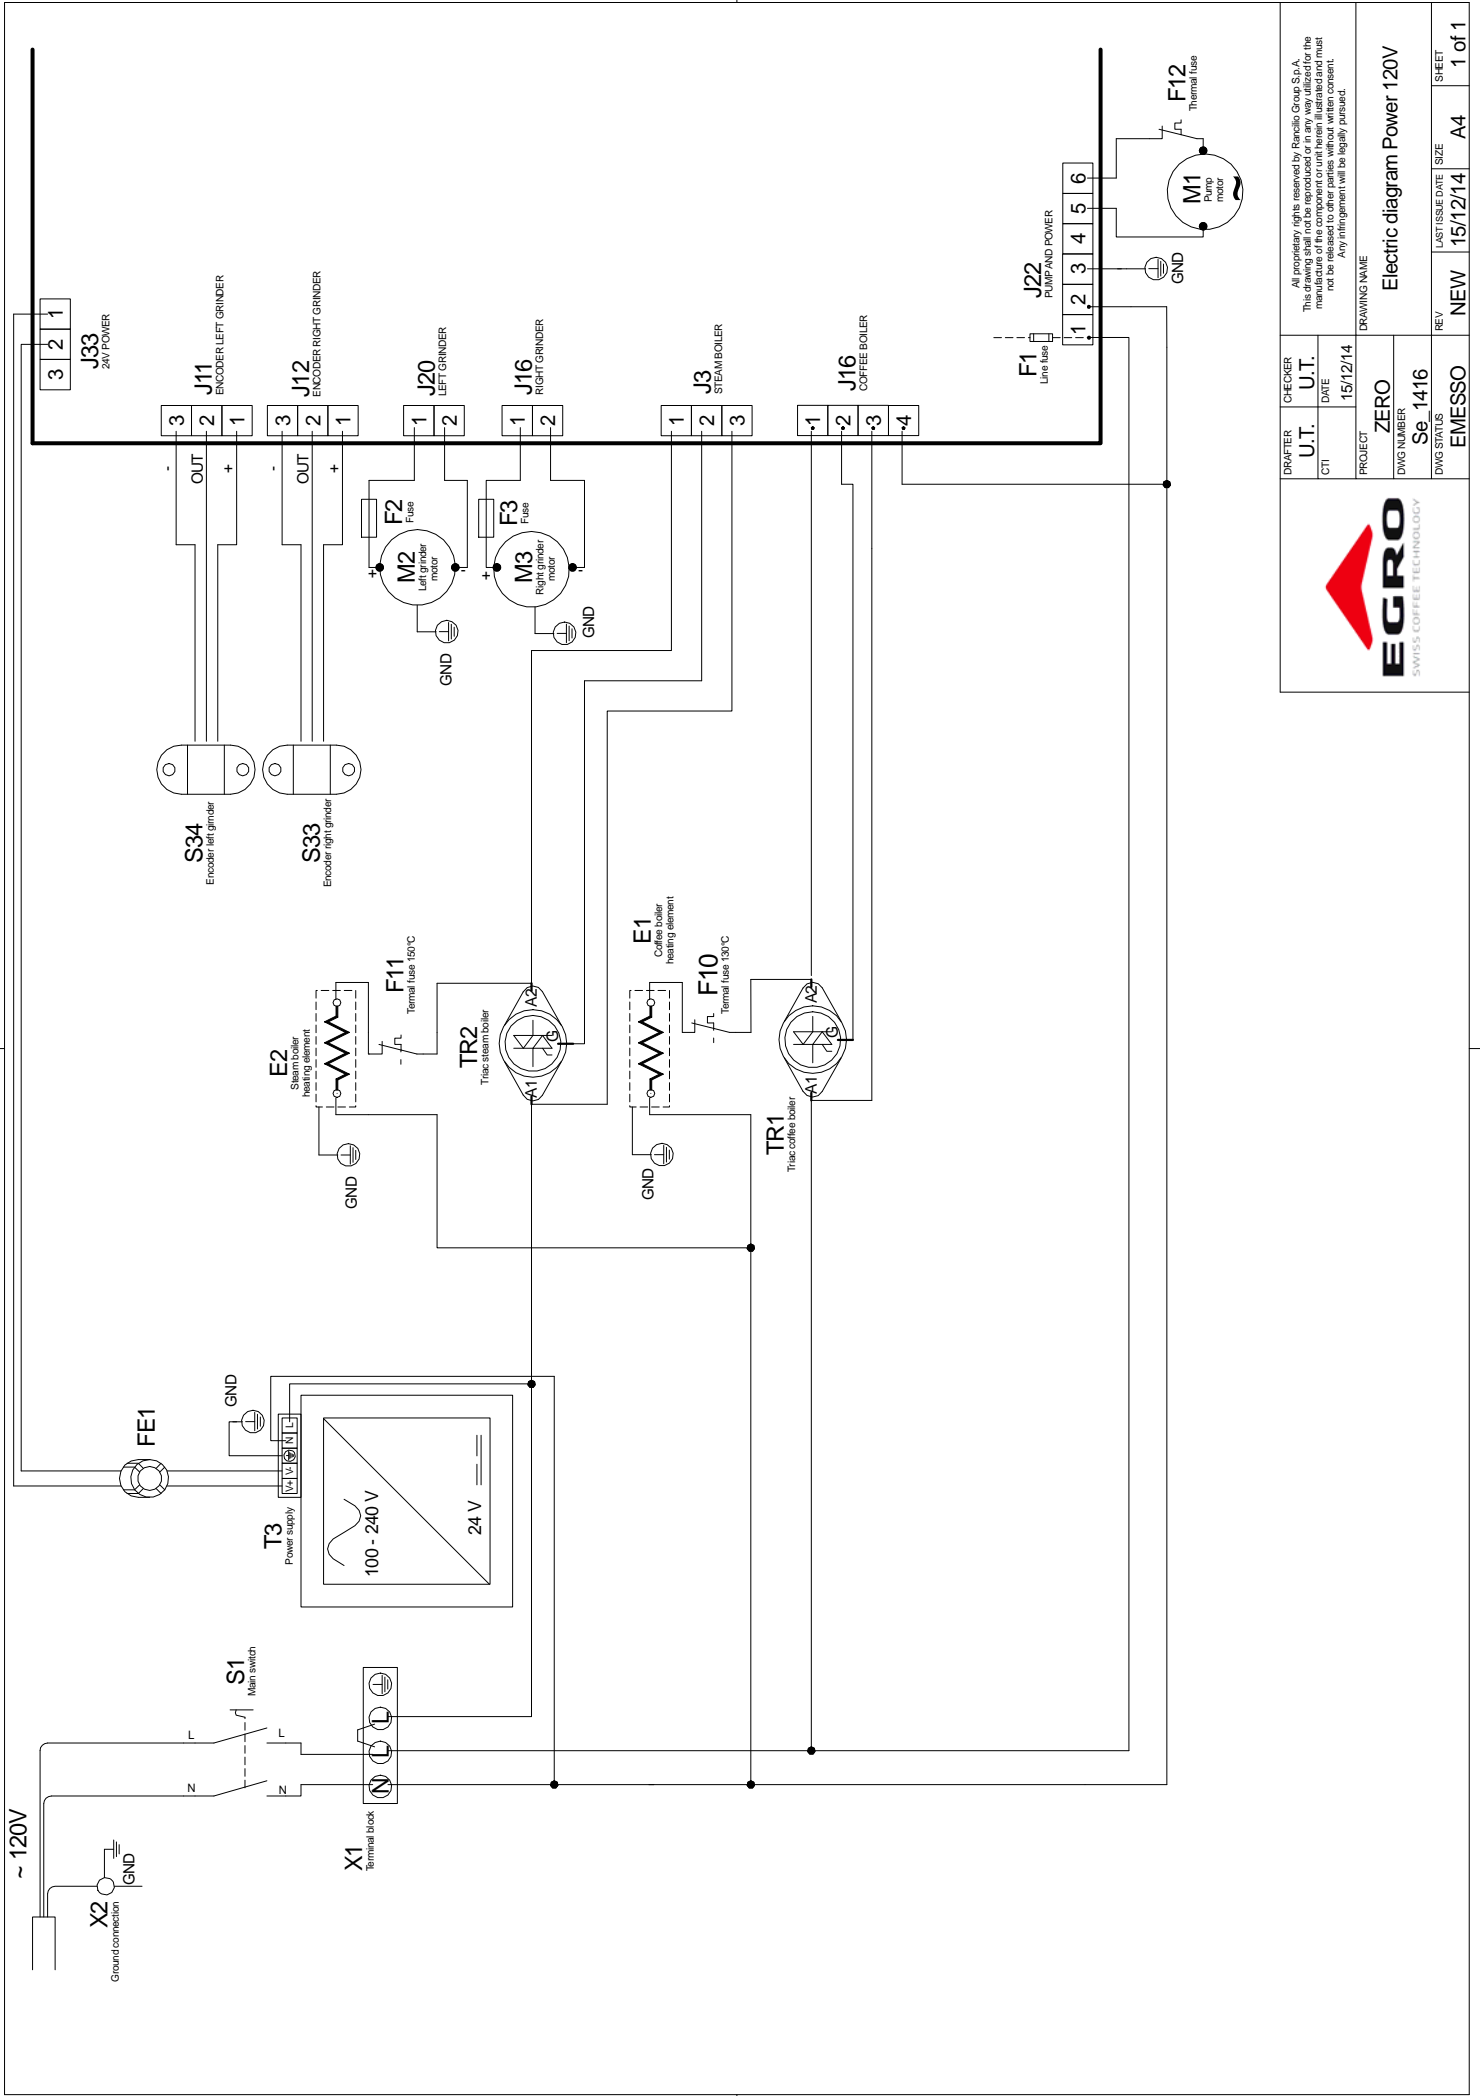 ~ 120V
X2
Ground connection
GND
N
L
N
L
S1
Main switch
X1
Terminal block
N
L
L
T3
Power supply
V+
V-
N
L
100 - 240 V
24 V
GND
FE1
E2
Steam boiler
heating element
GND
F11
Termal fuse 150°C
TR2
Triac steam boiler
A1
A2
G
E1
Coffee boiler
heating element
GND
F10
Termal fuse 130°C
TR1
Triac coffee boiler
A1
A2
G
S34
Encoder left girnder
S33
Encoder right grinder
3
2
1
J33
24V POWER
-
OUT
+
3
2
1
J11
ENCODER LEFT GRINDER
-
OUT
+
3
2
1
J12
ENCODER RIGHT GRINDER
F2
Fuse
M2
Left grinder
motor
+
-
GND
1
2
J20
LEFT GRINDER
F3
Fuse
M3
Right grinder
motor
+
-
GND
1
2
J16
RIGHT GRINDER
1
2
3
J3
STEAM BOILER
1
2
3
4
J16
COFFEE BOILER
F1
Line fuse
J22
PUMP AND POWER
1
2
3
4
5
6
GND
M1
Pump
motor
~
F12
Thermal fuse
EGRO
SWISS COFFEE TECHNOLOGY
DRAFTER
U.T.
CHECKER
U.T.
CTI
DATE
15/12/14
All proprietary rights reserved by Rancilio Group S.p.A.
This drawing shall not be reproduced or in any way utilized for the
manufacture of the component or unit herein illustrated and must
not be released to other parties without written consent.
Any infringement will be legally pursued.
PROJECT
ZERO
DRAWING NAME
Electric diagram Power 120V
DWG NUMBER
Se_1416
DWG STATUS
EMESSO
REV
NEW
LAST ISSUE DATE
15/12/14
SIZE
A4
SHEET
1 of 1